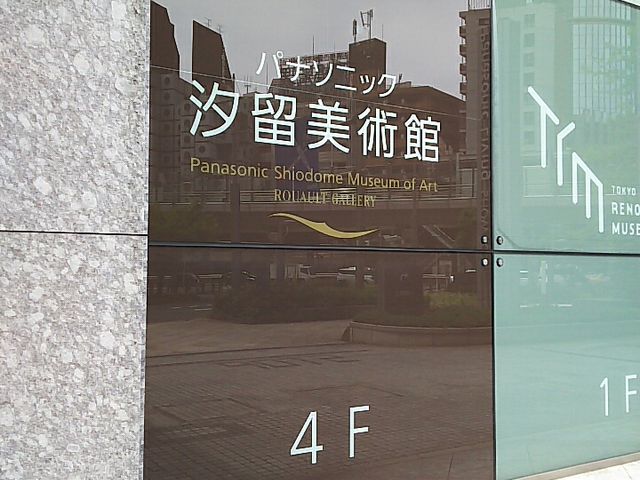 パナソニック
汐留美術館
Panasonic Shiodome Museum of Art
ROUAULT GALLERY
4F
TRM
TOKYO
RENO
MUSE
1F